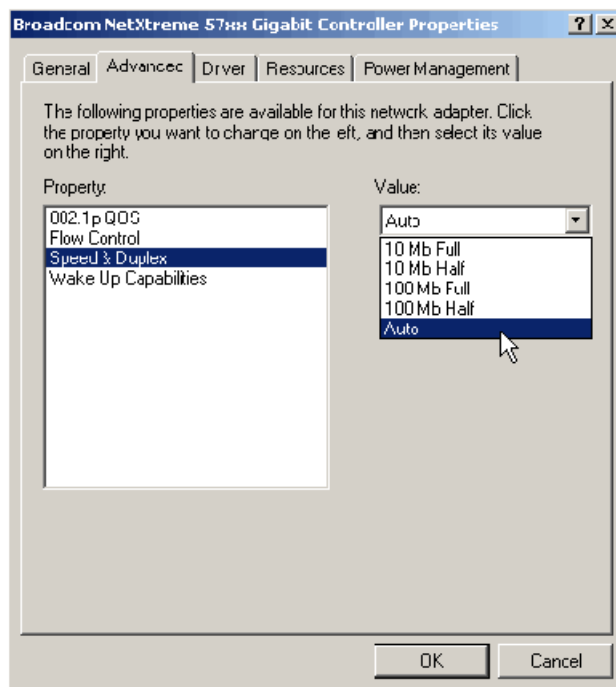 Broadcom NetXtreme 57xx Gigabit Controller Properties
General Advanced Driver Resources Power Management
The following properties are available for this network adapter. Click
the property you want to change on the left, and then select its value
on the right.
Property: Value:
802.1p QOS Auto
Flow Control 10 Mb Full
Speed & Duplex 10 Mb Half
Wake Up Capabilities 100 Mb Full
100 Mb Half
Auto
OK Cancel